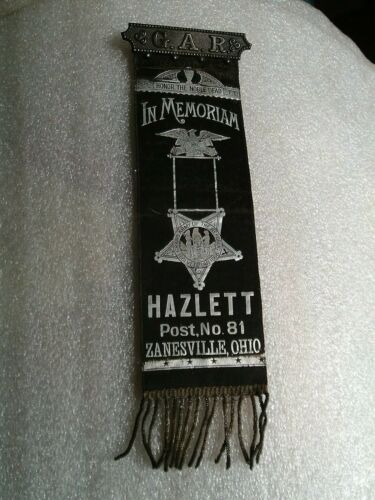 G.A.R.
HONOR THE NOBLE DEAD
IN MEMORIAM
HAZLETT
Post, No. 81
ZANESVILLE, OHIO